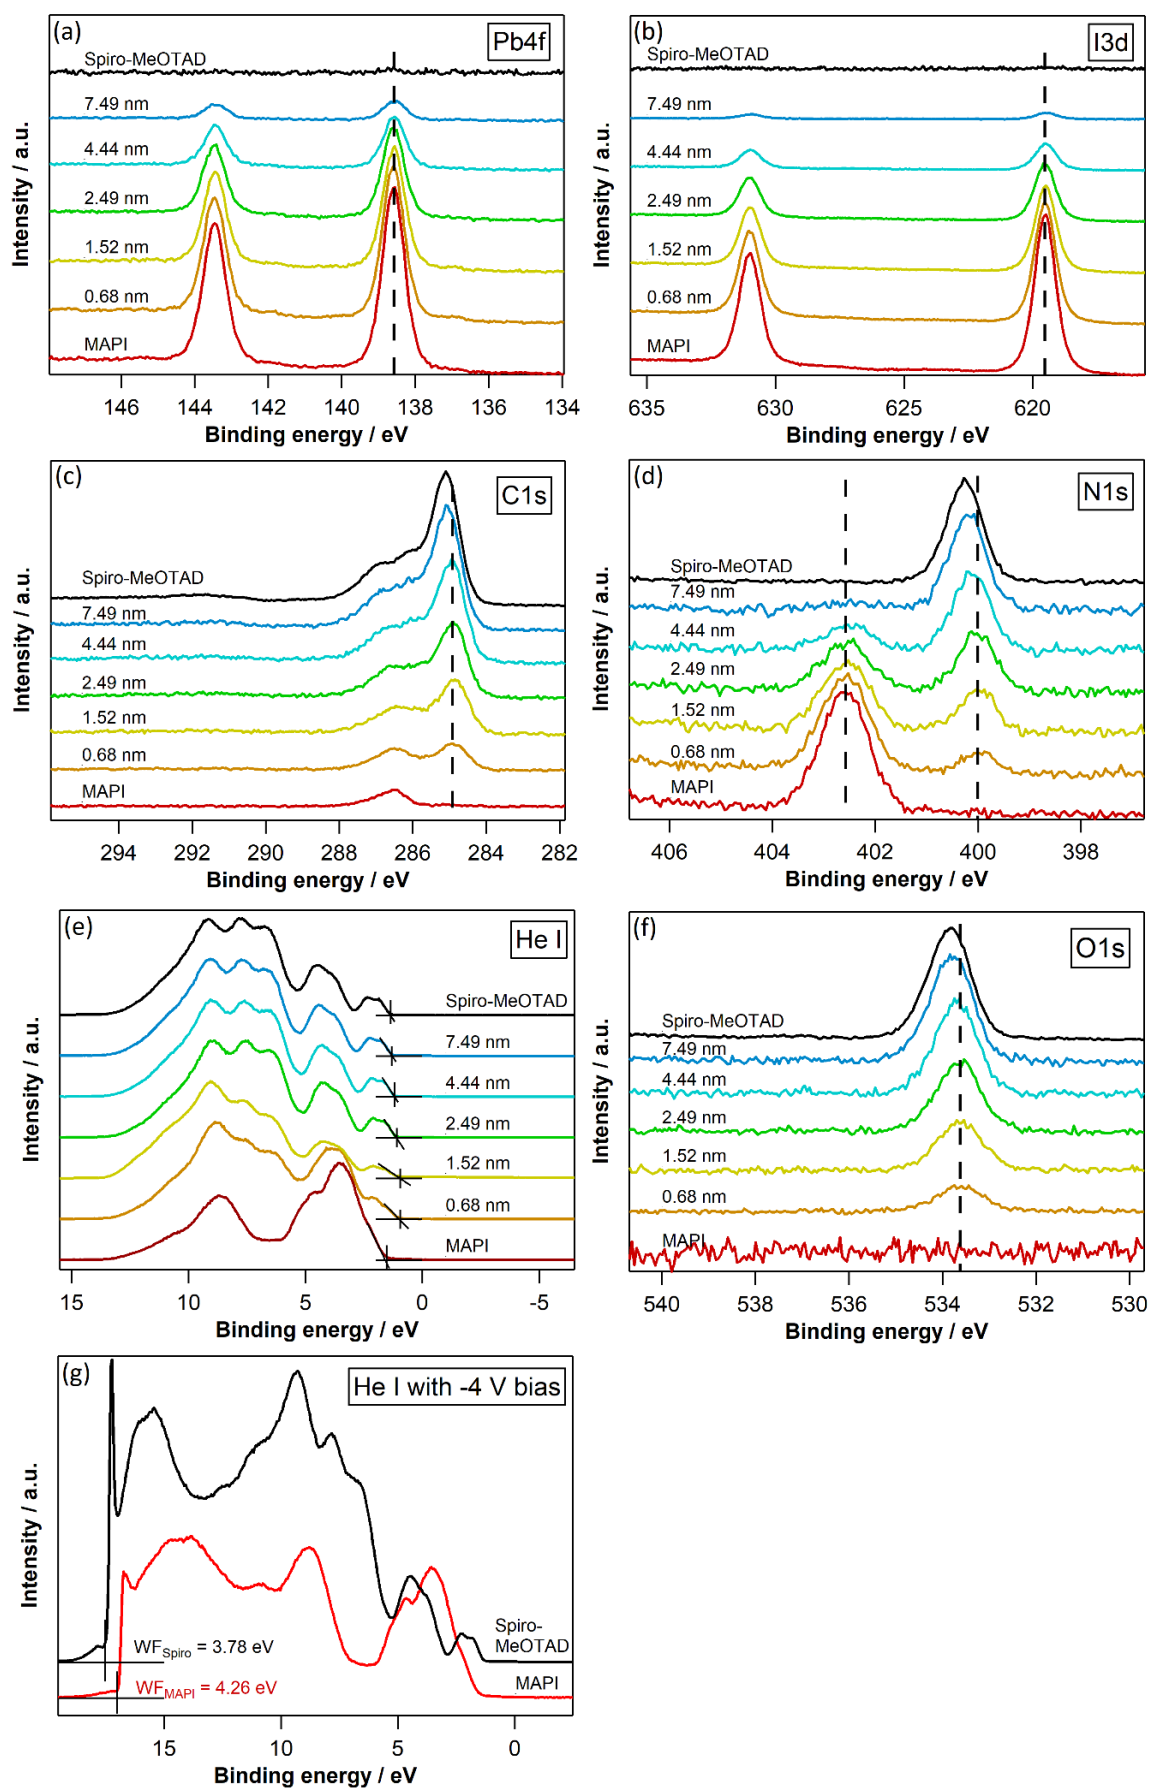 (a)
Pb4f
Spiro-MeOTAD
7.49 nm
4.44 nm
2.49 nm
1.52 nm
0.68 nm
MAPI
Intensity / a.u.
146 144 142 140 138 136 134
Binding energy / eV
(b)
I3d
Spiro-MeOTAD
7.49 nm
4.44 nm
2.49 nm
1.52 nm
0.68 nm
MAPI
Intensity / a.u.
635 630 625 620
Binding energy / eV
(c)
C1s
Spiro-MeOTAD
7.49 nm
4.44 nm
2.49 nm
1.52 nm
0.68 nm
MAPI
Intensity / a.u.
294 292 290 288 286 284 282
Binding energy / eV
(d)
N1s
Spiro-MeOTAD
7.49 nm
4.44 nm
2.49 nm
1.52 nm
0.68 nm
MAPI
Intensity / a.u.
406 404 402 400 398
Binding energy / eV
(e)
He I
Spiro-MeOTAD
7.49 nm
4.44 nm
2.49 nm
1.52 nm
0.68 nm
MAPI
Intensity / a.u.
15 10 5 0 -5
Binding energy / eV
(f)
O1s
Spiro-MeOTAD
7.49 nm
4.44 nm
2.49 nm
1.52 nm
0.68 nm
MAPI
Intensity / a.u.
540 538 536 534 532 530
Binding energy / eV
(g)
He I with -4 V bias
Spiro-
MeOTAD
WF_Spiro = 3.78 eV
MAPI
WF_MAPI = 4.26 eV
Intensity / a.u.
15 10 5 0
Binding energy / eV